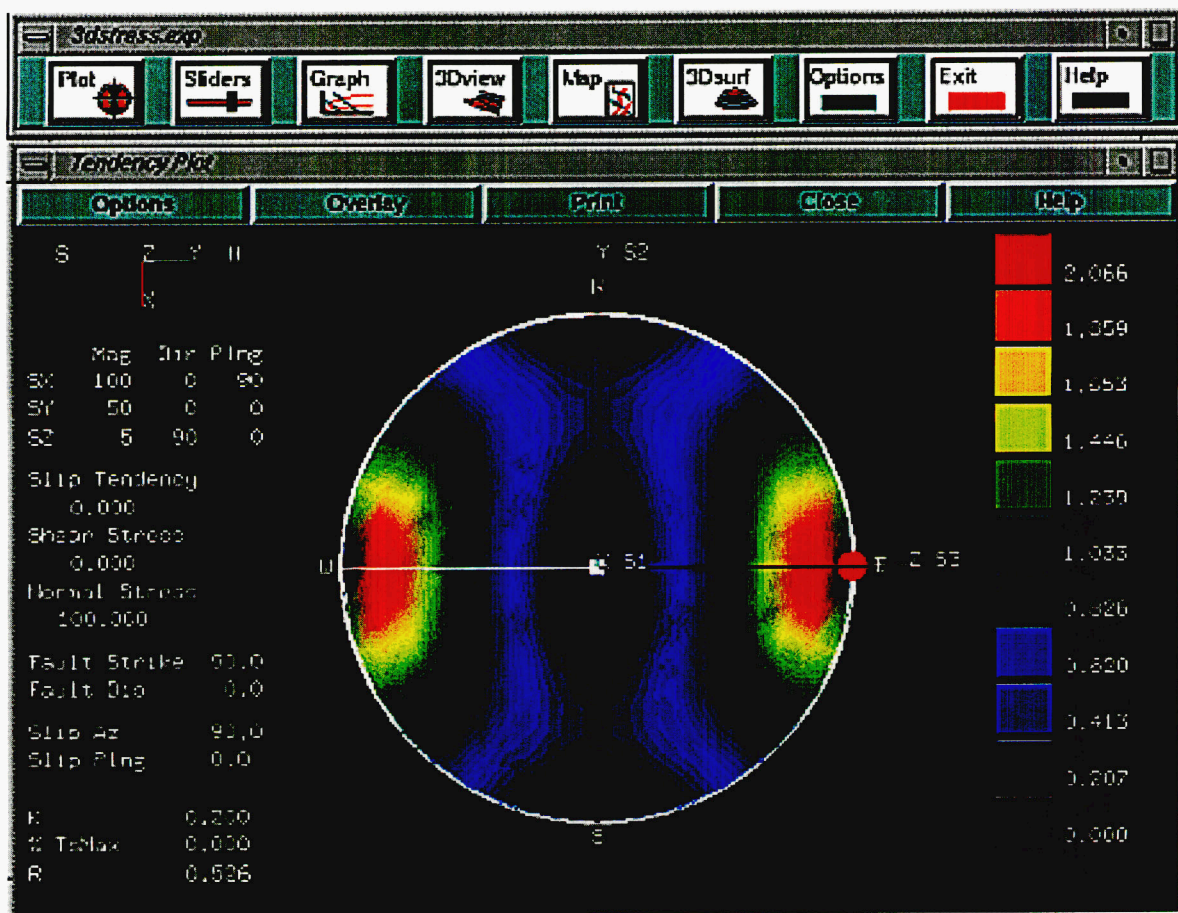 3dstress.exp
Plot Sliders Graph 3Dview Map 3Dsurf Options Exit Help
Tendency Plot
Options Overlay Print Close Help
S Z Y
X
Y S2
N
Mag Dir Plng
SX 100 0 90
SY 50 0 0
SZ 5 90 0
Slip Tendency
0.000
Shear Stress
0.000
Normal Stress
100.000
Fault Strike 90.0
Fault Dip 0.0
Slip Az 90.0
Slip Plng 0.0
0.200
% TsMax 0.000
R 0.526
W
X S1
E Z S3
S
2.066
1.859
1.653
1.446
1.239
1.033
0.826
0.620
0.413
0.207
0.000